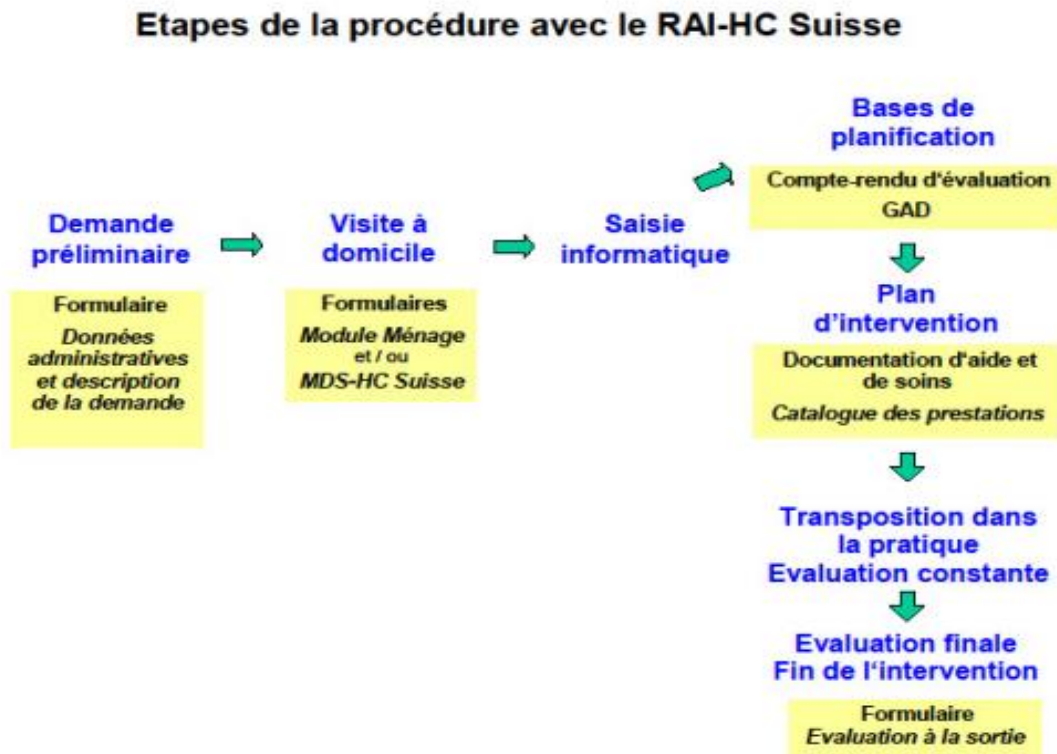 Etapes de la procédure avec le RAI-HC Suisse
Demande
préliminaire
Formulaire
Données
administratives
et description
de la demande
Visite à
domicile
Formulaires
Module Ménage
et / ou
MDS-HC Suisse
Saisie
informatique
Bases de
planification
Compte-rendu d'évaluation
GAD
Plan
d'intervention
Documentation d'aide et
de soins
Catalogue des prestations
Transposition dans
la pratique
Evaluation constante
Evaluation finale
Fin de l'intervention
Formulaire
Evaluation à la sortie